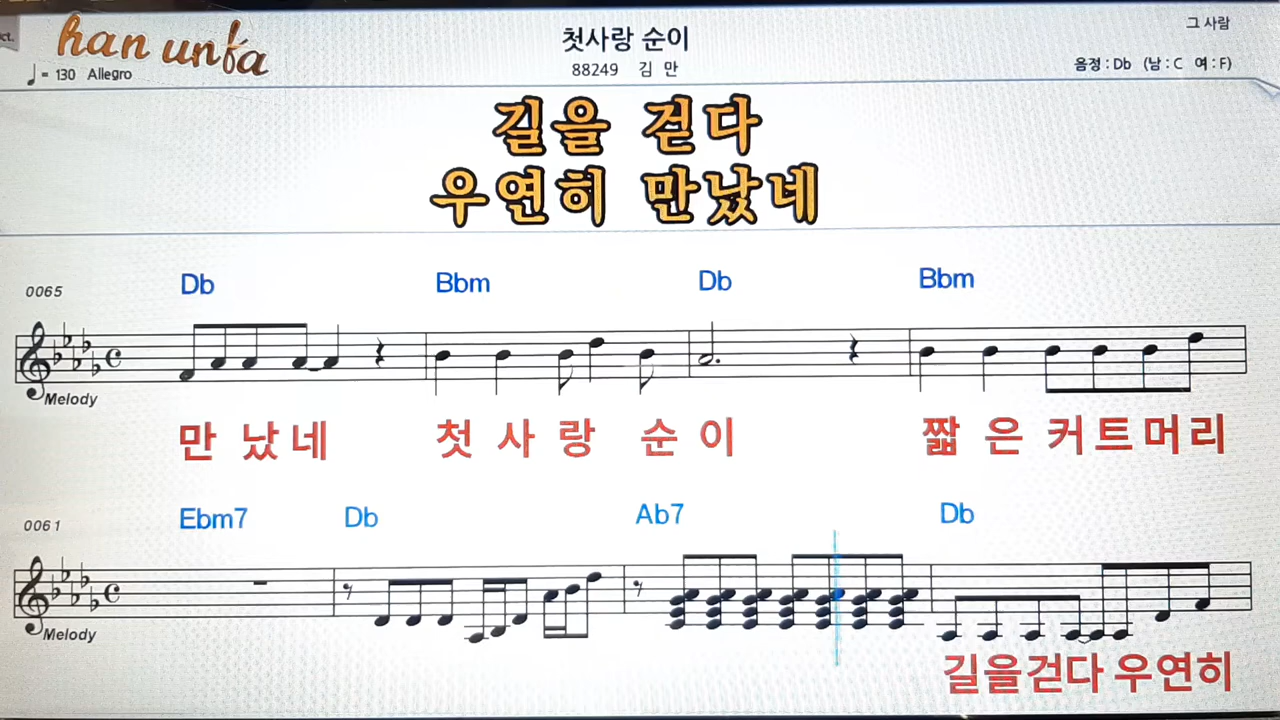 ct.
han unfa
♩= 130 Allegro
첫사랑 순이
88249 김 만
그 사람
음정 : Db (남 : C 여 : F)
길을 걷다
우연히 만났네
0065
Db Bbm Db Bbm
Melody
만 났 네 첫 사 랑 순 이 짧 은 커 트 머 리
0061
Ebm7 Db Ab7 Db
Melody
길을걷다 우연히